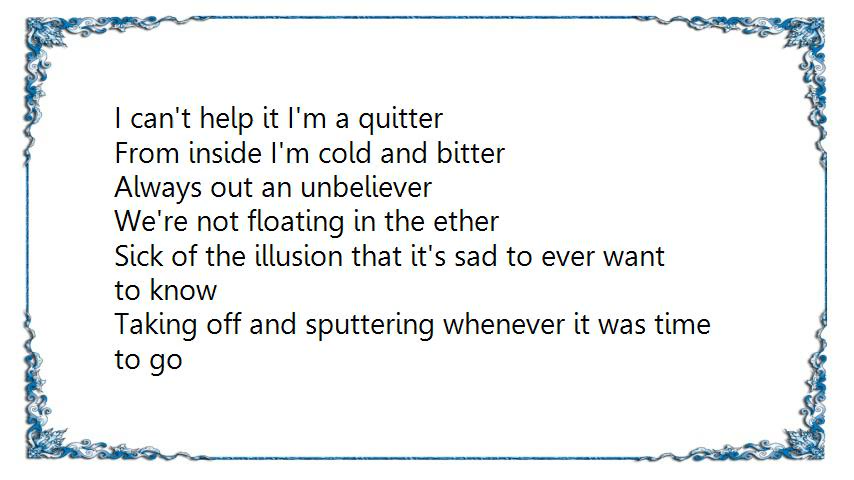 I can't help it I'm a quitter
From inside I'm cold and bitter
Always out an unbeliever
We're not floating in the ether
Sick of the illusion that it's sad to ever want
to know
Taking off and sputtering whenever it was time
to go